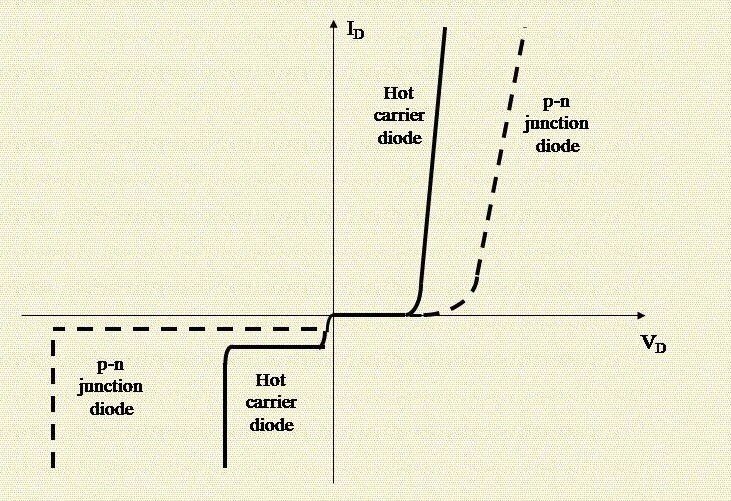 I_D
Hot
carrier
diode
p-n
junction
diode
V_D
p-n
junction
diode
Hot
carrier
diode